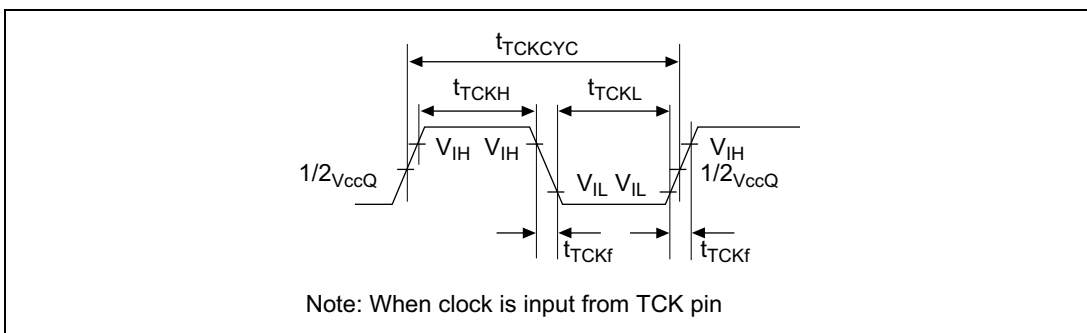 tTCKCYC
tTCKH tTCKL
VIH VIH VIH
1/2VccQ VIL VIL 1/2VccQ
tTCKf tTCKf
Note: When clock is input from TCK pin